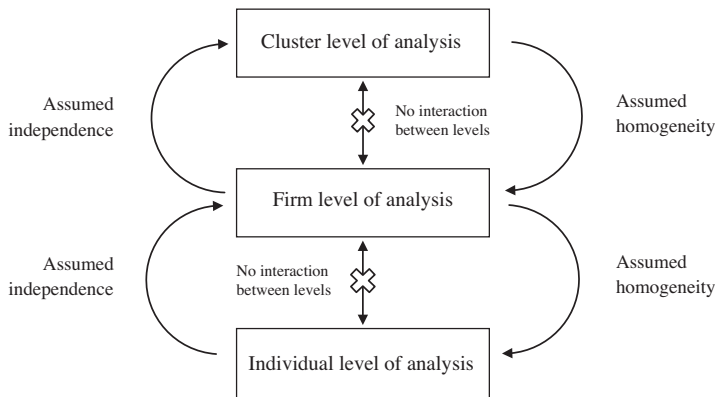 Cluster level of analysis
Assumed
independence
No interaction
between levels
Assumed
homogeneity
Firm level of analysis
Assumed
independence
No interaction
between levels
Assumed
homogeneity
Individual level of analysis